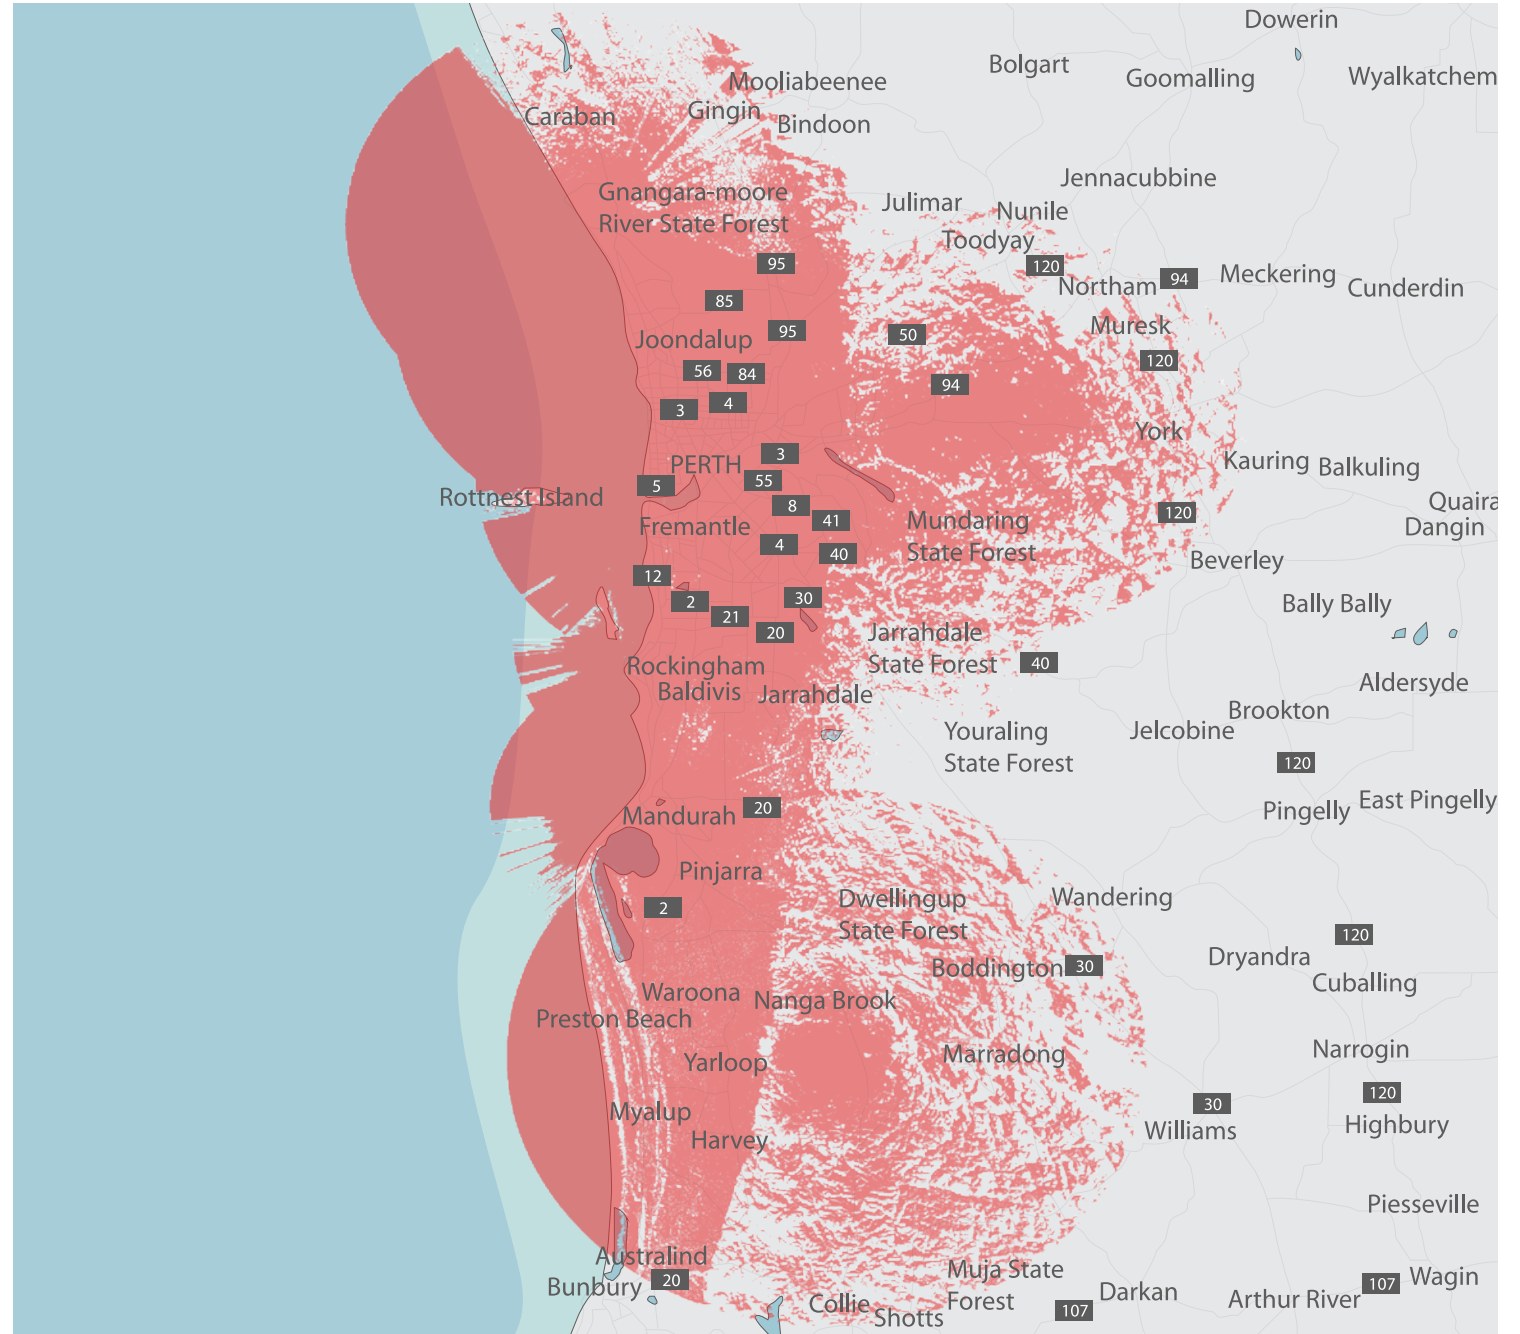 Dowerin
Bolgart
Goomalling
Wyalkatchem
Mooliabeenee
Gingin
Caraban
Bindoon
Jennacubbine
Gnangara-moore
River State Forest
Julimar
Nunile
Toodyay
95
120
94
Meckering
Northam
Cunderdin
85
Joondalup
95
50
Muresk
56
84
120
94
3
4
York
3
PERTH
Kauring
Balkuling
5
55
Rottnest Island
8
Quaira
41
120
Fremantle
Mundaring
State Forest
Dangin
4
40
Beverley
12
2
30
Bally Bally
21
20
Jarrahdale
State Forest
40
Rockingham
Baldivis
Jarrahdale
Aldersyde
Brookton
Youraling
State Forest
Jelcobine
120
Mandurah
20
Pingelly
East Pingelly
Pinjarra
2
Dwellingup
State Forest
Wandering
120
Dryandra
Boddington
30
Cuballing
Waroona
Nanga Brook
Preston Beach
Yarloop
Marradong
Narrogin
120
Myalup
30
Highbury
Harvey
Williams
Piesseville
Australind
Bunbury
20
Muja State
Forest
Wagin
107
Darkan
Arthur River
Collie
Shotts
107